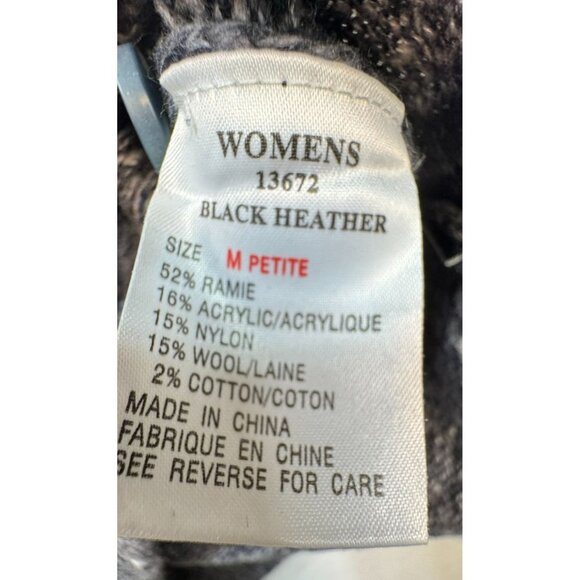 WOMENS
13672
BLACK HEATHER
SIZE M PETITE
52% RAMIE
16% ACRYLIC/ACRYLIQUE
15% NYLON
15% WOOL/LAINE
2% COTTON/COTON
MADE IN CHINA
FABRIQUE EN CHINE
SEE REVERSE FOR CARE